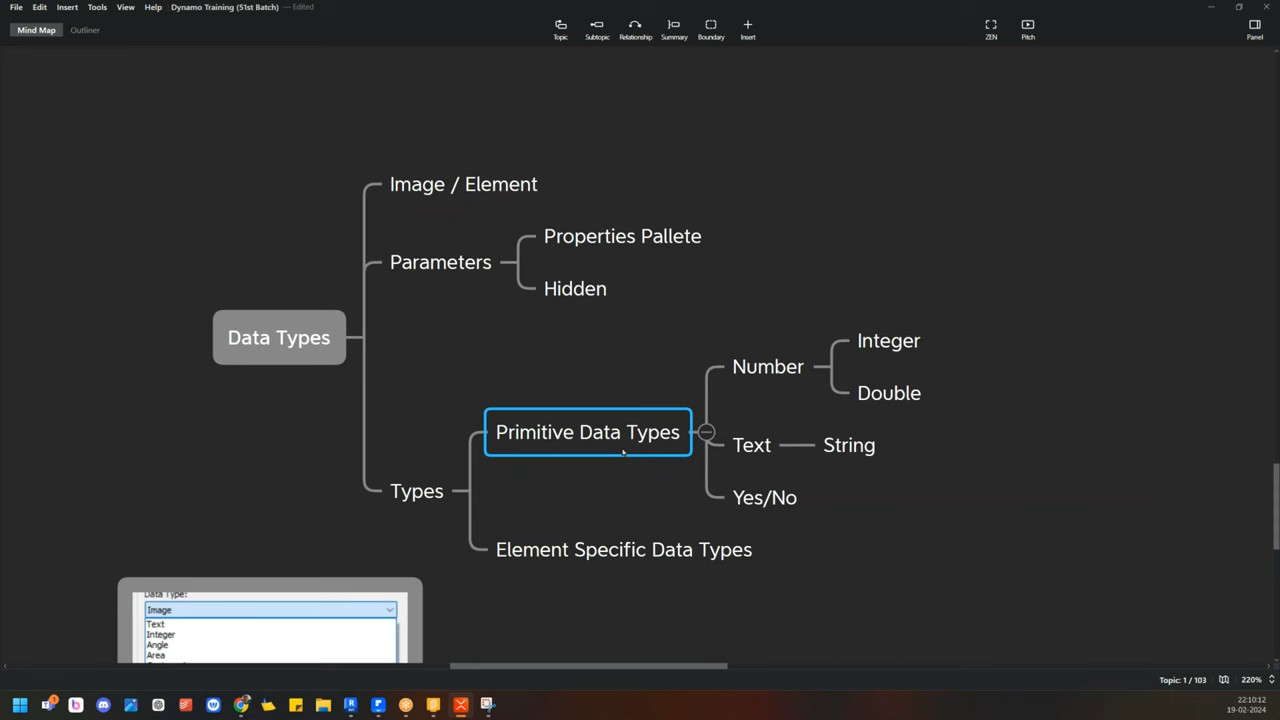 File Edit Insert Tools View Help Dynamo Training (51st Batch) — Edited
Mind Map Outliner
Topic Subtopic Relationship Summary Boundary Insert
ZEN Pitch
Panel
Image / Element
Properties Pallete
Parameters
Hidden
Data Types
Integer
Number
Double
Primitive Data Types
Text
String
Types
Yes/No
Element Specific Data Types
Data Type:
Image
Text
Integer
Angle
Area
Topic: 1 / 103
220%
22:10:12
19-02-2024